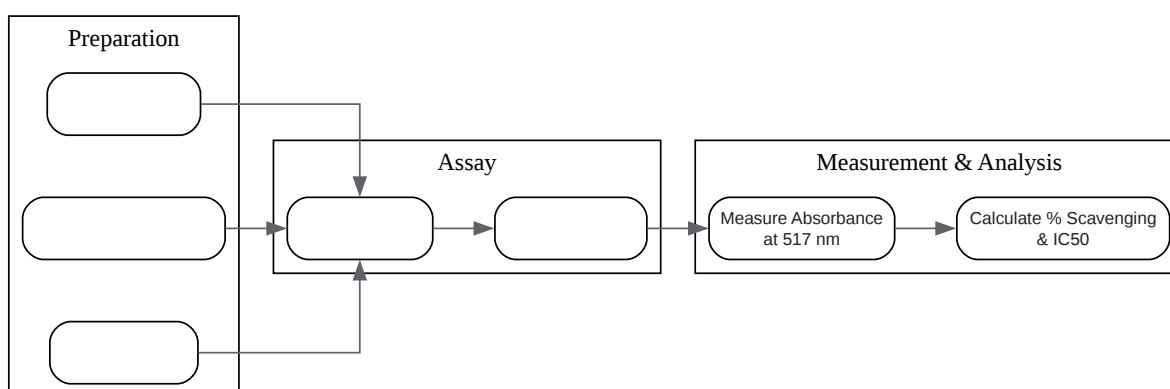 Preparation
Assay
Measurement & Analysis
Measure Absorbance
at 517 nm
Calculate % Scavenging
& IC50